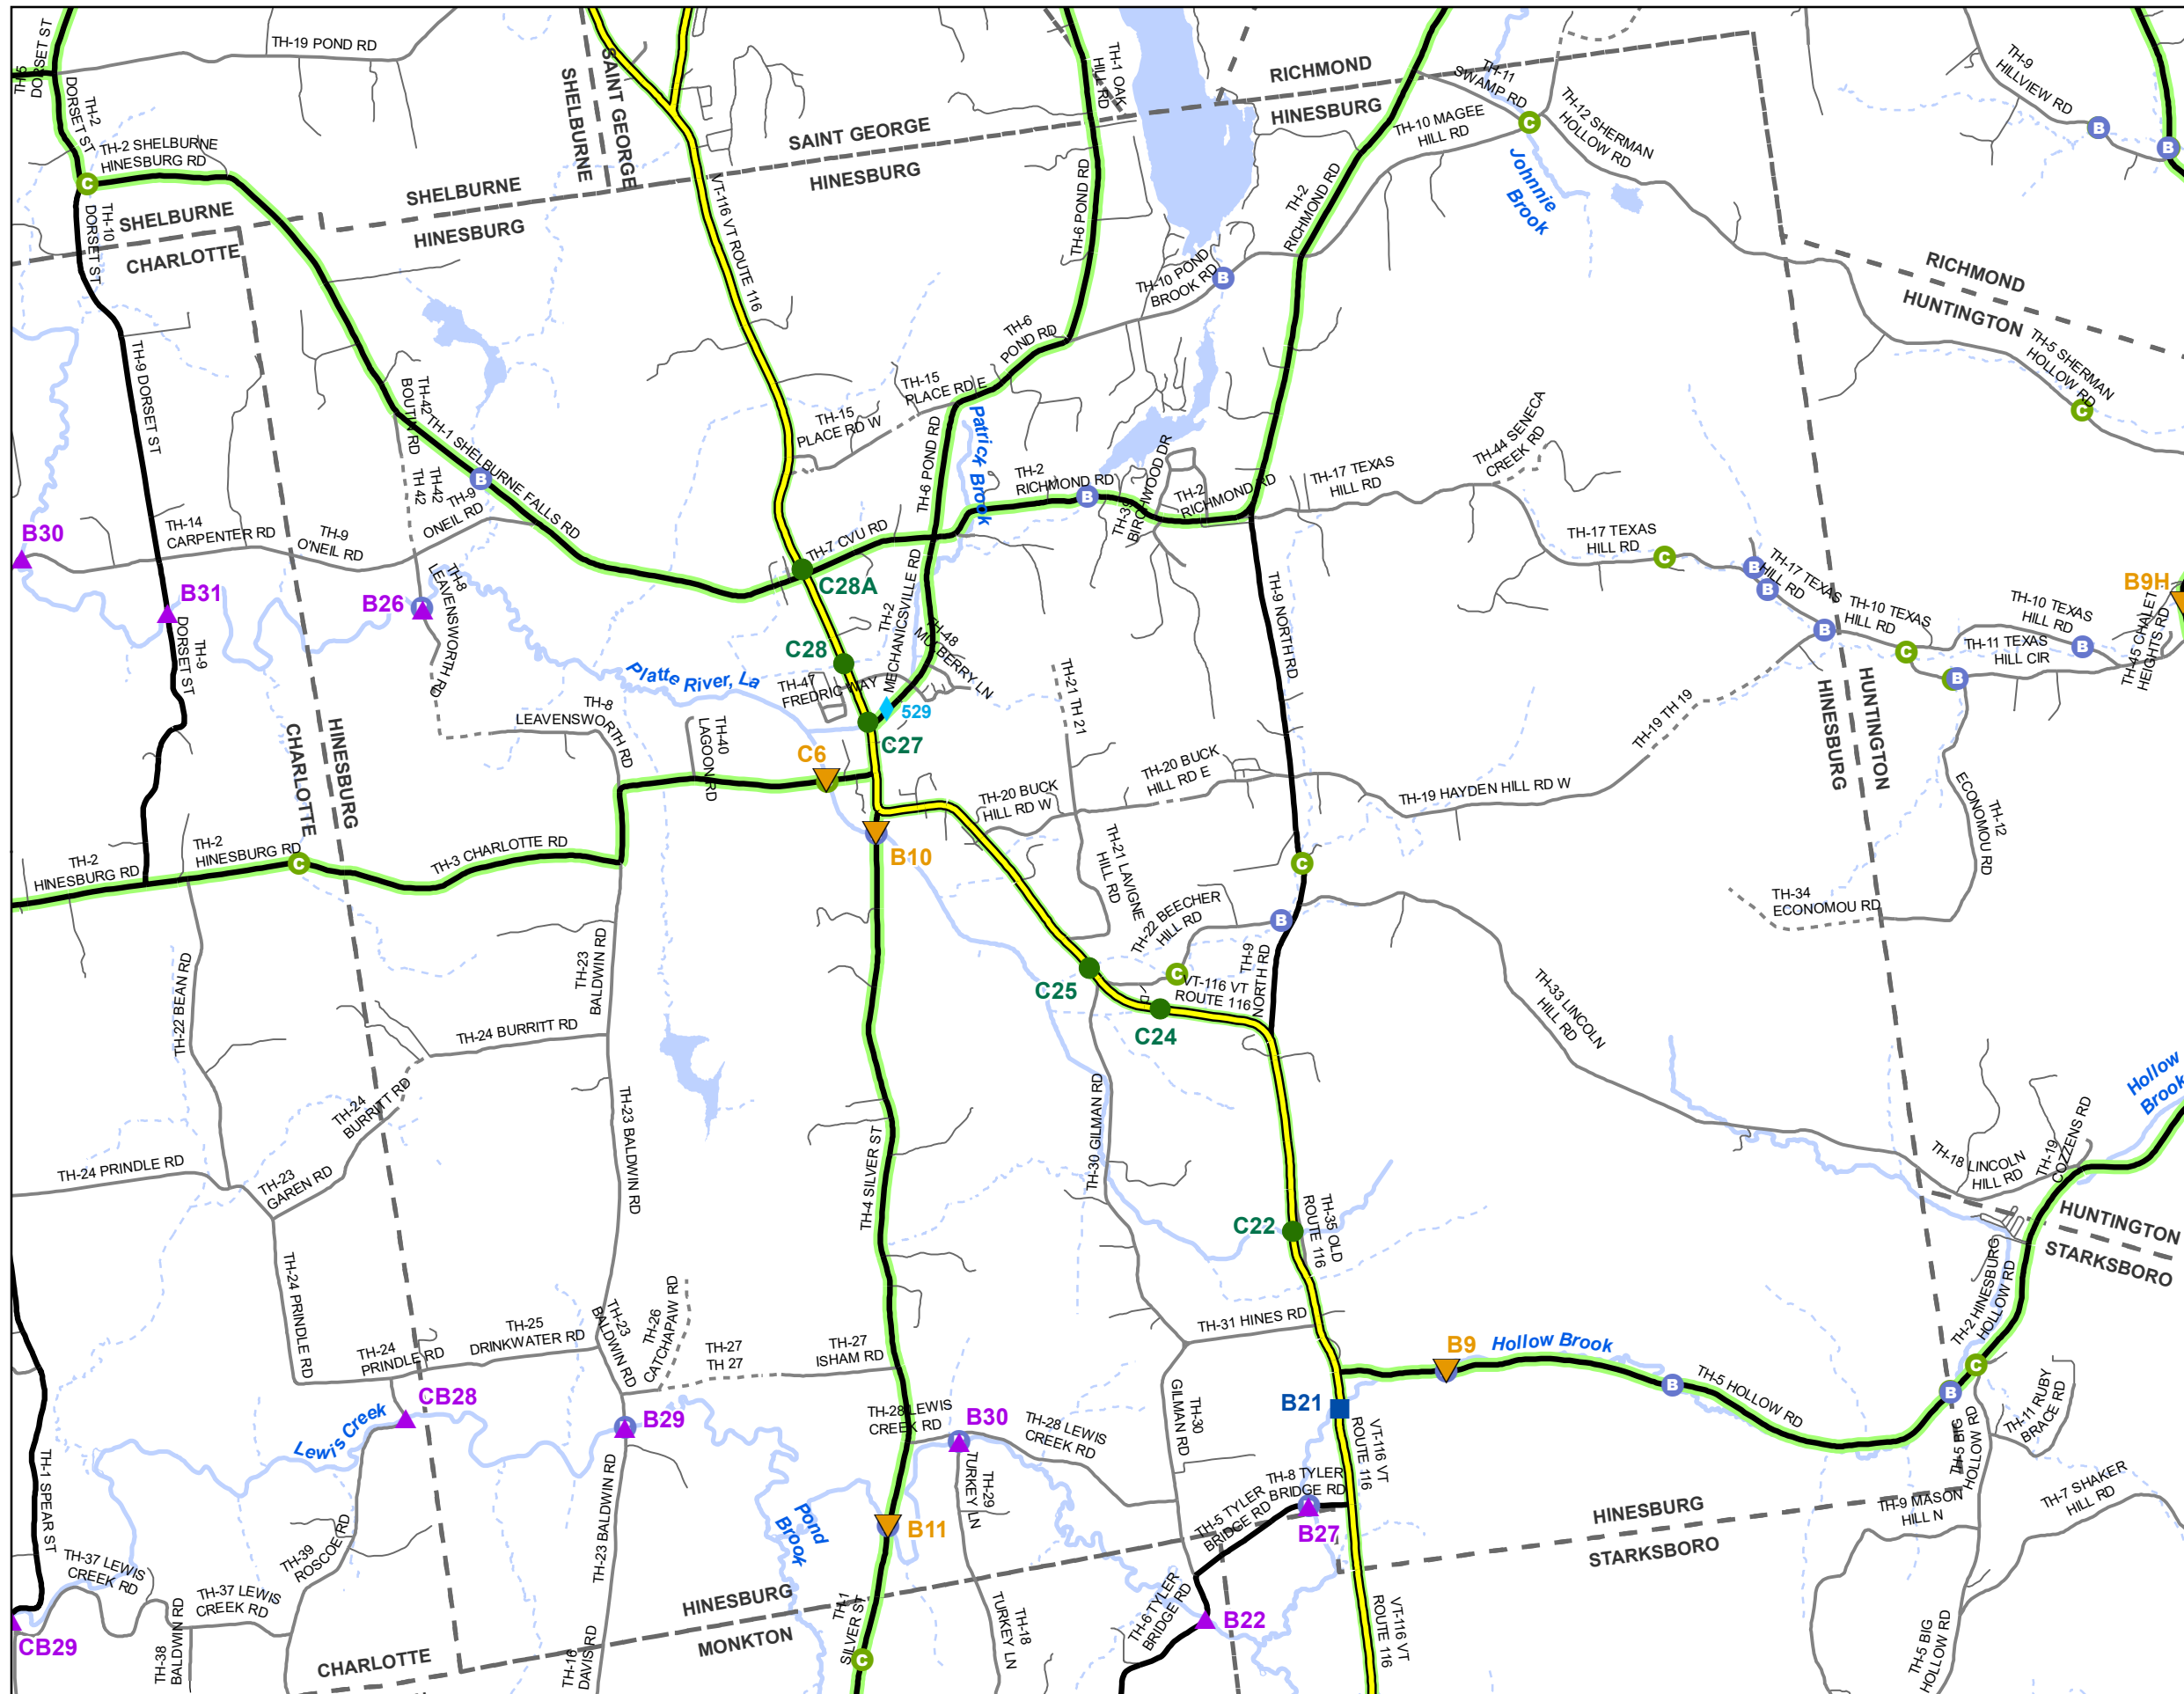 TH-5
DORSET ST
TH-19 POND RD
SHELBURNE
SAINT GEORGE
TH-1 OAK
HILL RD
RICHMOND
HINESBURG
TH-11
SWAMP RD
TH-9
HILLVIEW RD
TH-2
DORSET ST
TH-2 SHELBURNE
HINESBURG RD
C
SAINT GEORGE
HINESBURG
TH-10 MAGEE
HILL RD
C
TH-12 SHERMAN
HOLLOW RD
B
B
Johnnie
Brook
TH-10
DORSET ST
SHELBURNE
CHARLOTTE
SHELBURNE
HINESBURG
VT-116 VT ROUTE 116
TH-6 POND RD
TH-2
RICHMOND RD
TH-10 POND
BROOK RD
B
RICHMOND
HUNTINGTON
TH-9 DORSET ST
TH-6
POND RD
TH-5 SHERMAN
HOLLOW RD
C
TH-42
BOUTIN RD
TH-15
PLACE RD E
TH-15
PLACE RD W
Patrick Brook
TH-6 POND RD
TH-1 SHELBURNE FALLS RD
B
TH-42
TH 42
TH-9
ONEIL RD
TH-2
RICHMOND RD
B
TH-39
BIRCHWOOD DR
TH-2
RICHMOND RD
TH-17 TEXAS
HILL RD
TH-44 SENECA
CREEK RD
B30
TH-14
CARPENTER RD
TH-9
O'NEIL RD
TH-7 CVU RD
C28A
TH-17 TEXAS
HILL RD
C
B
B
TH-17 TEXAS
HILL RD
B
TH-10 TEXAS
HILL RD
C
TH-10 TEXAS
HILL RD
B
TH-11 TEXAS
HILL CIR
B
TH-45 CHALET
HEIGHTS RD
B9H
B31
TH-9
DORSET ST
B26
TH-8
LEAVENSWORTH RD
TH-2
MECHANICSVILLE RD
TH-48
MULBERRY LN
TH-9 NORTH RD
C28
Platte River, La
TH-47
FREDRIC WAY
529
C27
TH-21 TH 21
TH-8
LEAVENSWORTH RD
TH-40
LAGOON RD
C6
TH-19 TH 19
HINESBURG
HUNTINGTON
CHARLOTTE
HINESBURG
TH-20 BUCK
HILL RD W
TH-20 BUCK
HILL RD E
TH-19 HAYDEN HILL RD W
TH-12
ECONOMOU RD
TH-2
HINESBURG RD
TH-2
HINESBURG RD
C
TH-3 CHARLOTTE RD
B10
TH-21 LAVIGNE
HILL RD
C
TH-34
ECONOMOU RD
TH-22 BEECHER
HILL RD
B
TH-22 BEAN RD
TH-23
BALDWIN RD
C25
C
VT-116 VT
ROUTE 116
TH-9
NORTH RD
C24
TH-33 LINCOLN
HILL RD
TH-24 BURRITT RD
TH-24
BURRITT RD
TH-23 BALDWIN RD
TH-4 SILVER ST
TH-30 GILMAN RD
Hollow
Brook
TH-24 PRINDLE RD
TH-23
GAREN RD
TH-18 LINCOLN
HILL RD
TH-19
COZZENS RD
HUNTINGTON
STARKSBORO
C22
TH-35 OLD
ROUTE 116
TH-24 PRINDLE RD
TH-2 HINESBURG
HOLLOW RD
TH-31 HINES RD
TH-24
PRINDLE RD
TH-25
DRINKWATER RD
TH-23
BALDWIN RD
TH-26
CATCHAPAW RD
TH-27
TH 27
TH-27
ISHAM RD
B9
Hollow Brook
B
TH-5 HOLLOW RD
C
B
TH-11 RUBY
BRACE RD
CB28
Lewis Creek
B29
TH-28 LEWIS
CREEK RD
B30
TH-28 LEWIS
CREEK RD
TH-30
GILMAN RD
B21
VT-116 VT
ROUTE 116
TH-5 BIG
HOLLOW RD
TH-1 SPEAR ST
TH-23 BALDWIN RD
TH-29
TURKEY LN
TH-8 TYLER
BRIDGE RD
TH-5 TYLER
BRIDGE RD
B27
HINESBURG
STARKSBORO
TH-9 MASON
HILL N
TH-7 SHAKER
HILL RD
Pond
Brook
B11
TH-39
ROSCOE RD
TH-37 LEWIS
CREEK RD
TH-37 LEWIS
CREEK RD
TH-38
BALDWIN RD
CB29
CHARLOTTE
HINESBURG
MONKTON
TH-16
DAVIS RD
TH-1
SILVER ST
C
TH-18
TURKEY LN
TH-6 TYLER
BRIDGE RD
B22
VT-116 VT
ROUTE 116
TH-5 BIG
HOLLOW RD